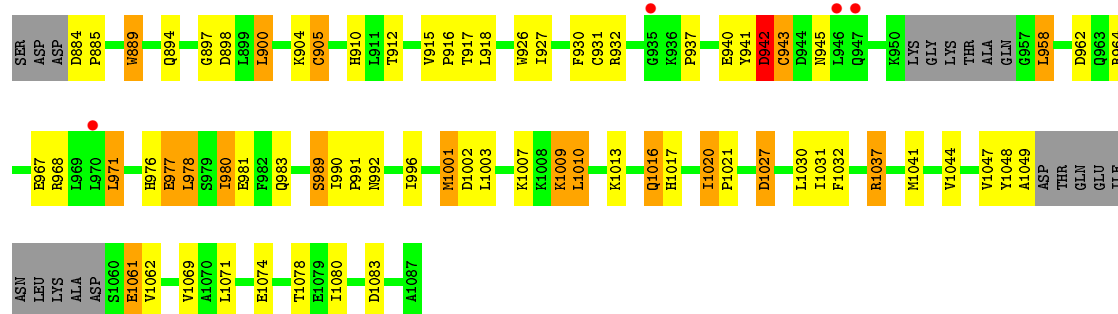 SER ASP ASP D884 P885 W889 Q894 G897 D898 L899 L900 K904 C905 H910 L911 T912 V915 P916 T917 L918 W926 I927 F930 C931 R932 G935 K936 P937 E940 Y941 D942 C943 D944 N945 L946 Q947 K950 LYS GLY LYS THR ALA GLN G957 L958 D962 Q963 R964
E967 R968 L969 L970 L971 H976 E977 L978 S979 I980 E981 F982 Q983 S989 I990 P991 N992 I996 M1001 D1002 L1003 K1007 K1008 K1009 L1010 K1013 Q1016 H1017 I1020 P1021 D1027 L1030 I1031 F1032 R1037 M1041 V1044 V1047 Y1048 A1049 ASP THR GLN GLU ILE
ASN LEU LYS ALA ASP S1060 E1061 V1062 V1069 A1070 L1071 E1074 T1078 E1079 I1080 D1083 A1087